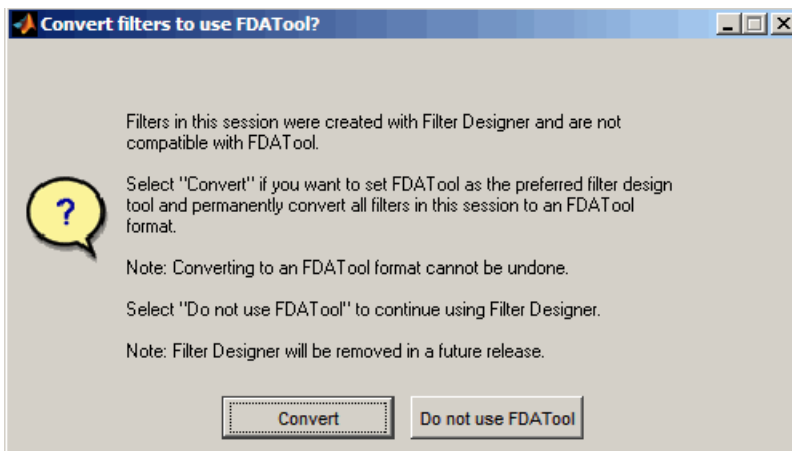 Convert filters to use FDATool?
Filters in this session were created with Filter Designer and are not
compatible with FDATool.
Select "Convert" if you want to set FDATool as the preferred filter design
tool and permanently convert all filters in this session to an FDATool
format.
?
Note: Converting to an FDATool format cannot be undone.
Select "Do not use FDATool" to continue using Filter Designer.
Note: Filter Designer will be removed in a future release.
Convert
Do not use FDATool